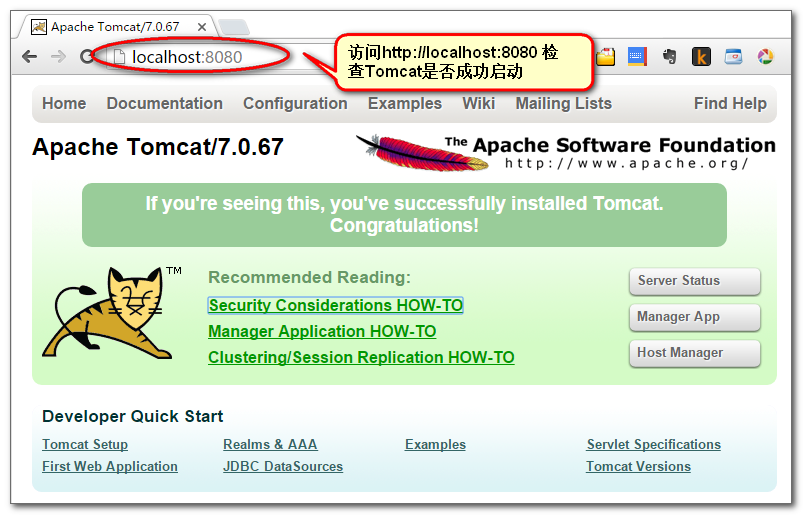 Apache Tomcat/7.0.67
localhost:8080
访问http://localhost:8080 检
查Tomcat是否成功启动
Home Documentation Configuration Examples Wiki Mailing Lists Find Help
Apache Tomcat/7.0.67
The Apache Software Foundation
http://www.apache.org/
If you're seeing this, you've successfully installed Tomcat.
Congratulations!
TM
Recommended Reading:
Security Considerations HOW-TO
Manager Application HOW-TO
Clustering/Session Replication HOW-TO
Server Status
Manager App
Host Manager
Developer Quick Start
Tomcat Setup Realms & AAA Examples Servlet Specifications
First Web Application JDBC DataSources Tomcat Versions